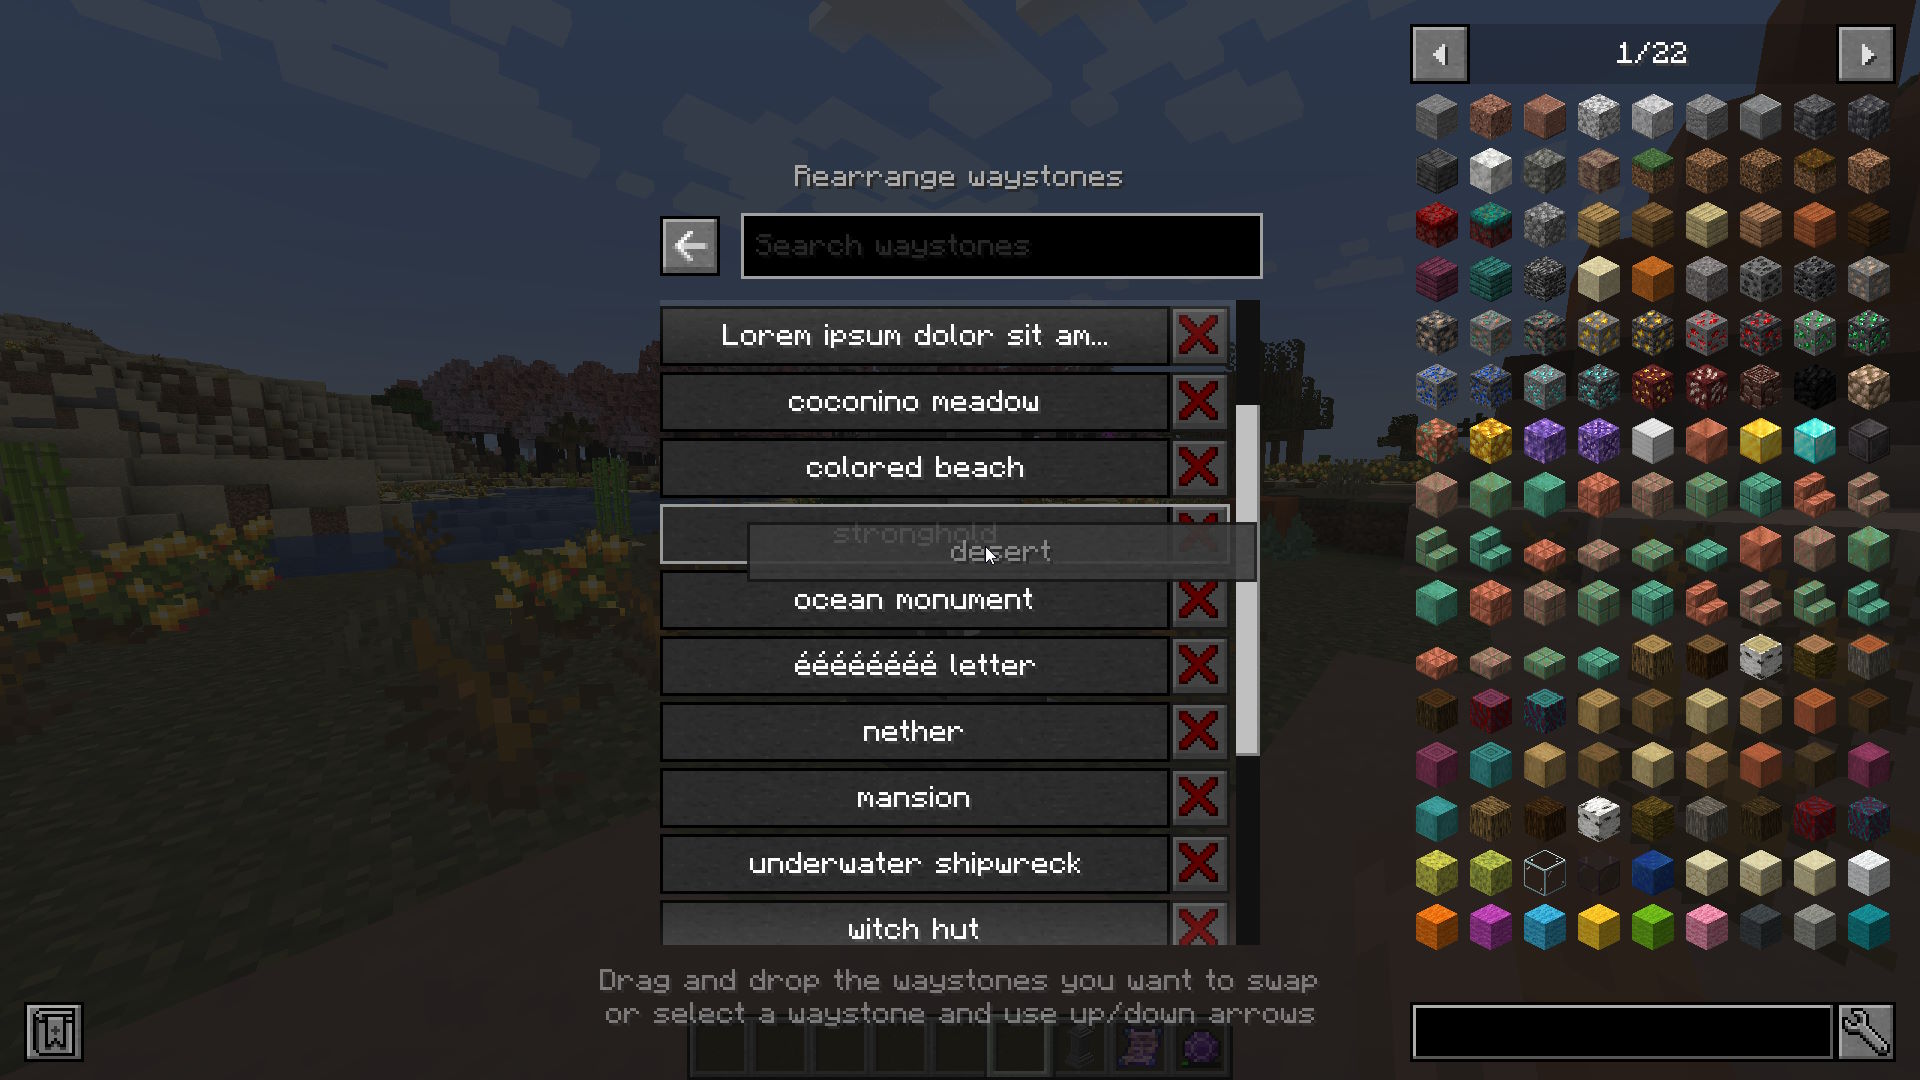 1/22
Rearrange waystones
Search waystones
Lorem ipsum dolor sit am...
coconino meadow
colored beach
stronghold
desert
ocean monument
éééééééé letter
nether
mansion
underwater shipwreck
witch hut
Drag and drop the waystones you want to swap
or select a waystone and use up/down arrows